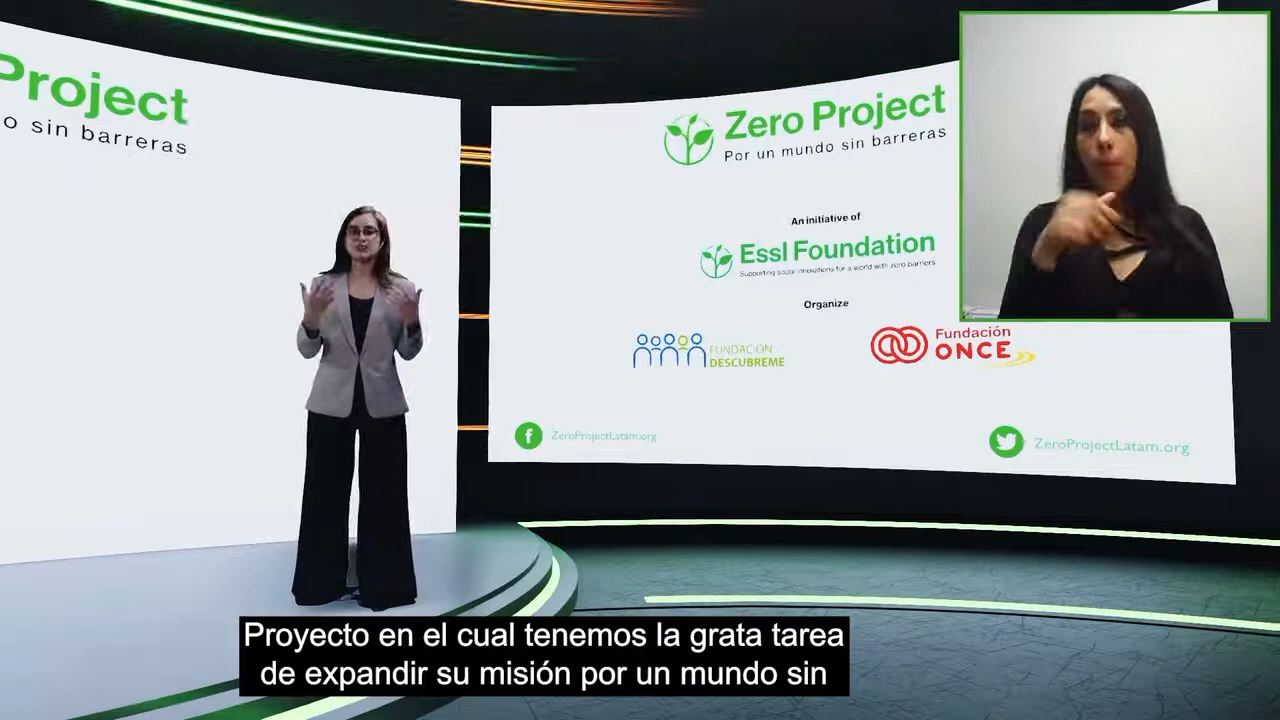 Project
o sin barreras
Zero Project
Por un mundo sin barreras
An initiative of
Essl Foundation
Supporting social innovations for a world with zero barriers
Organize
FUNDACIÓN
DESCUBREME
Fundación
ONCE
f
ZeroProjectLatam.org
ZeroProjectLatam.org
Proyecto en el cual tenemos la grata tarea
de expandir su misión por un mundo sin